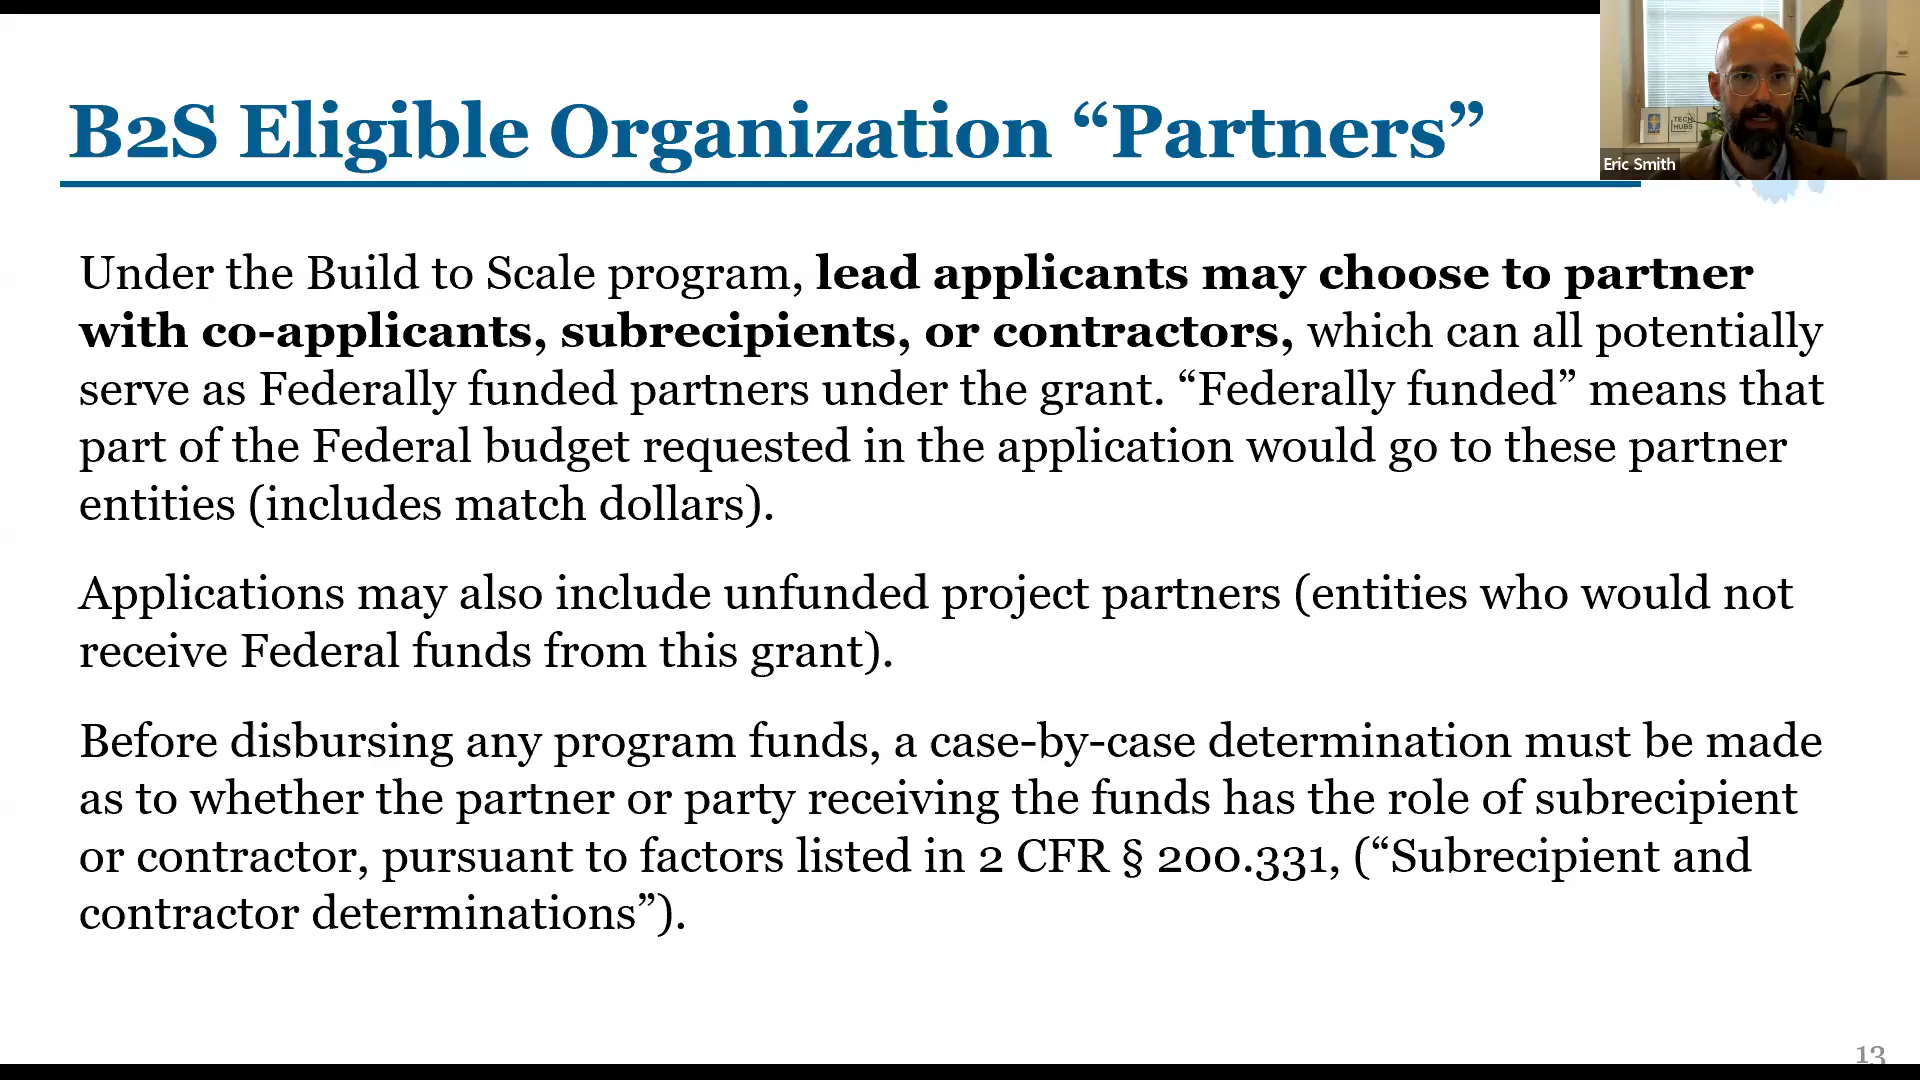 B2S Eligible Organization “Partners”
TECH
HUBS
Eric Smith
Under the Build to Scale program, lead applicants may choose to partner
with co-applicants, subrecipients, or contractors, which can all potentially
serve as Federally funded partners under the grant. “Federally funded” means that
part of the Federal budget requested in the application would go to these partner
entities (includes match dollars).
Applications may also include unfunded project partners (entities who would not
receive Federal funds from this grant).
Before disbursing any program funds, a case-by-case determination must be made
as to whether the partner or party receiving the funds has the role of subrecipient
or contractor, pursuant to factors listed in 2 CFR § 200.331, (“Subrecipient and
contractor determinations”).
13